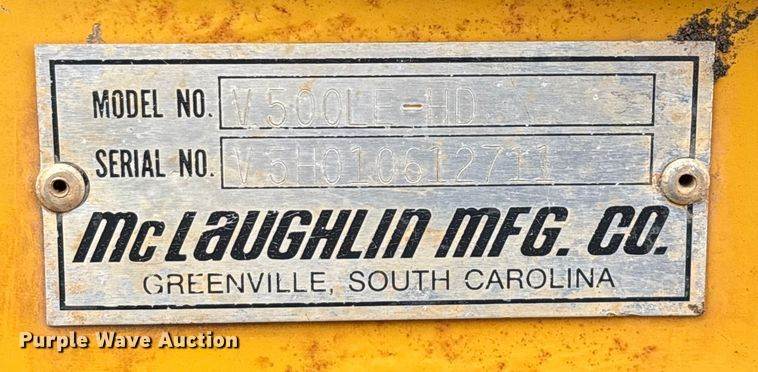 MODEL NO. V500LE-HD
SERIAL NO. V5H010612711
McLAUGHLIN MFG. CO.
GREENVILLE, SOUTH CAROLINA
Purple Wave Auction